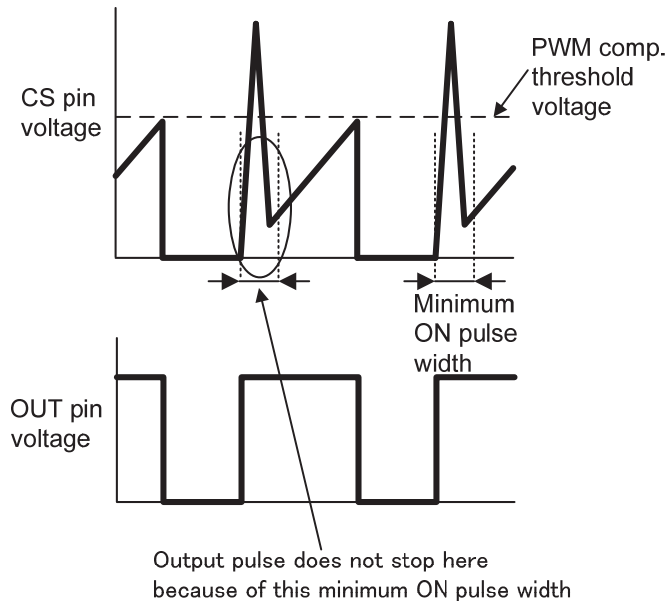 PWM comp.
threshold
voltage
CS pin
voltage
Minimum
ON pulse
width
OUT pin
voltage
Output pulse does not stop here
because of this minimum ON pulse width